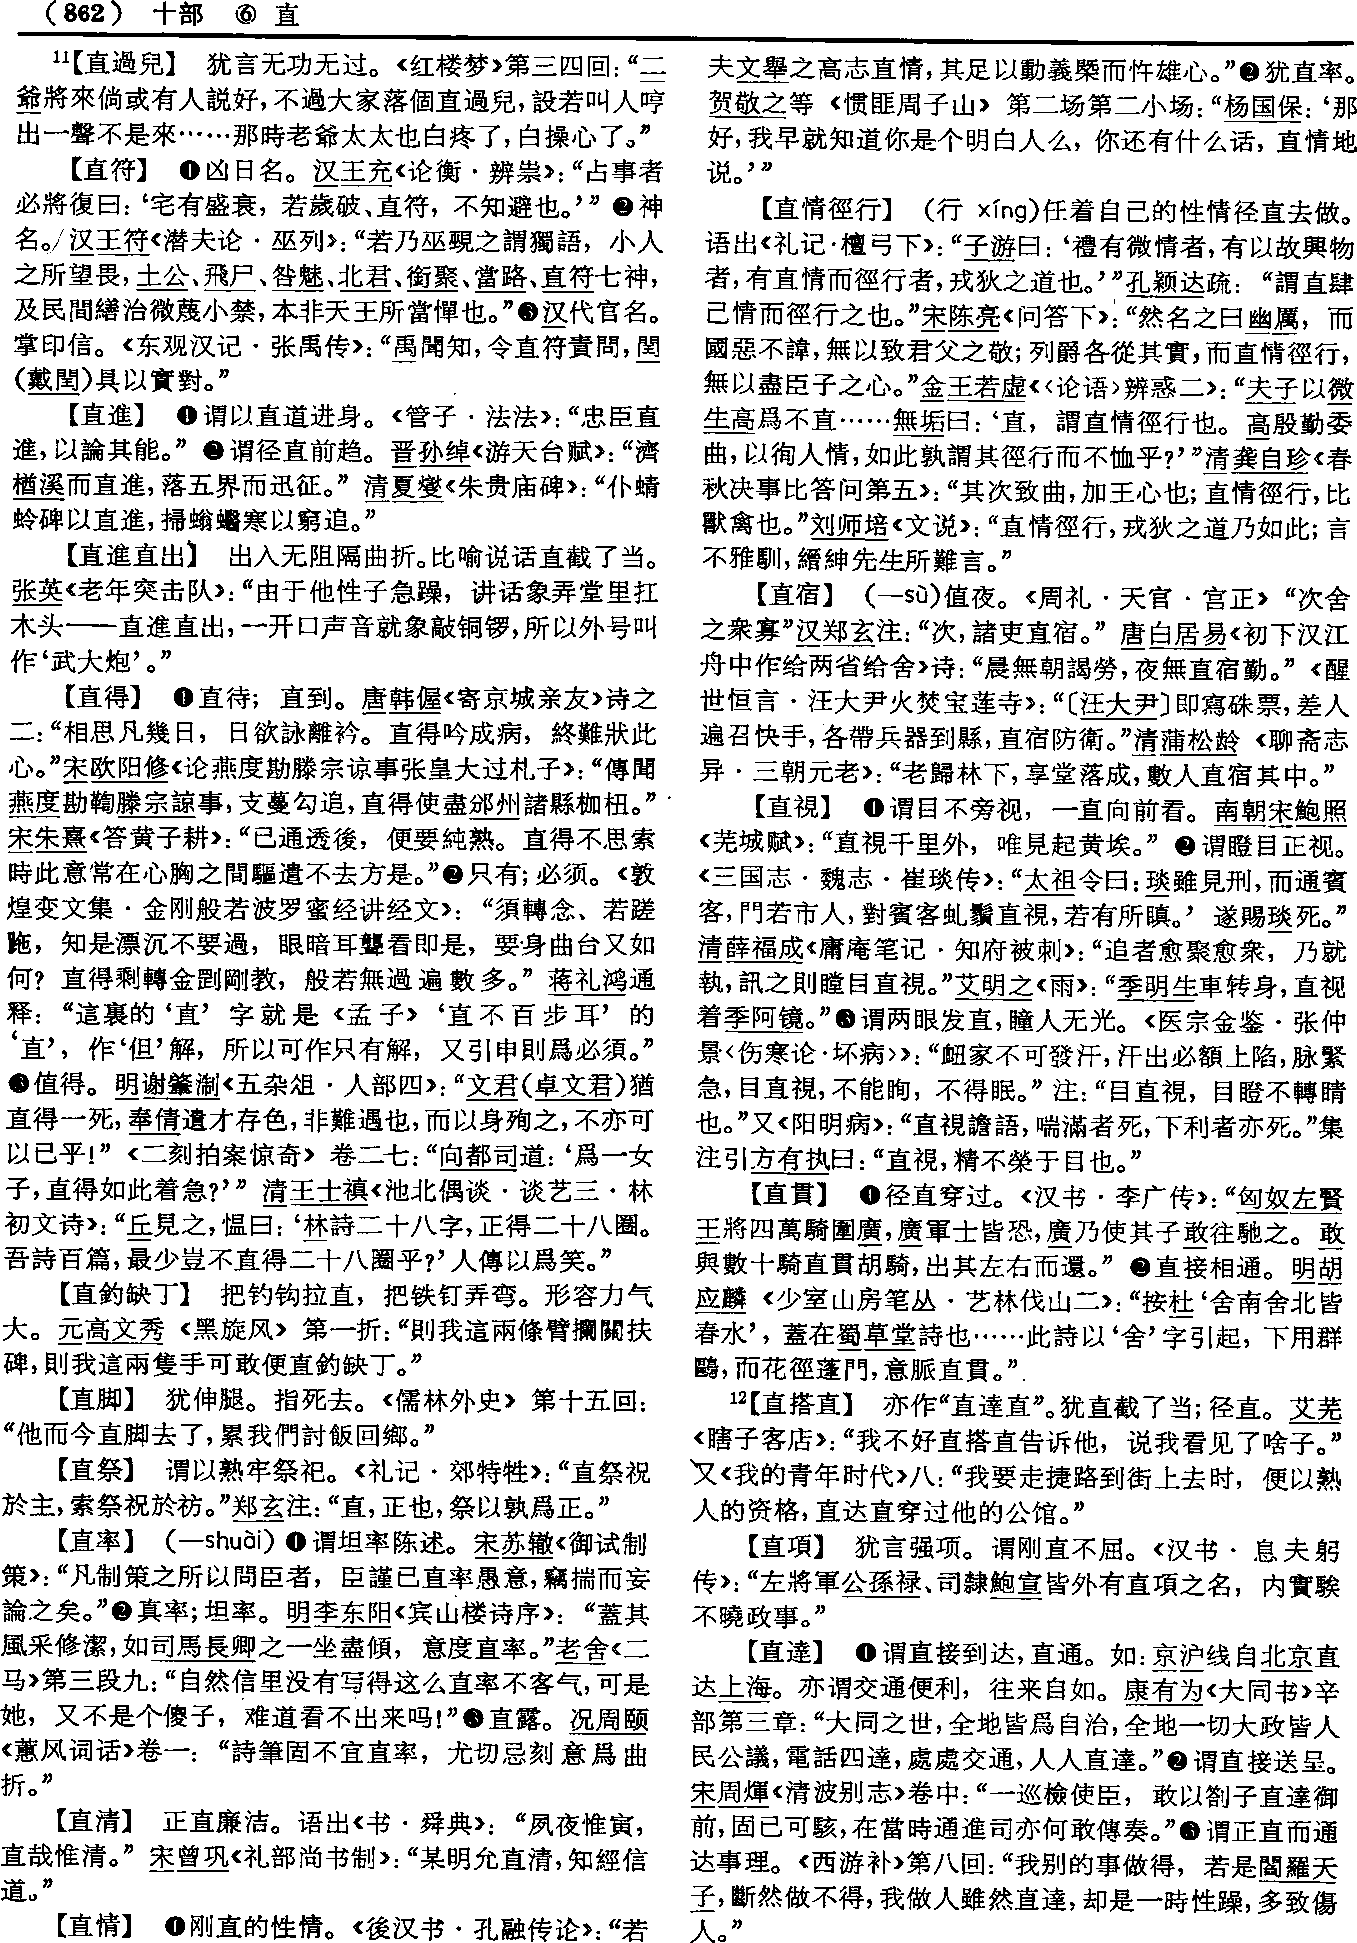 （862） 十部 ⑥ 直
¹¹【直過兒】 犹言无功无过。《红楼梦》第三四回：“二
爺將來倘或有人説好，不過大家落個直過兒，設若叫人哼
出一聲不是來……那時老爺太太也白疼了，白操心了。”
【直符】 ❶凶日名。汉王充《论衡·辨祟》：“占事者
必將復曰：‘宅有盛衰，若歲破、直符，不知避也。’” ❷神
名。汉王符《潜夫论·巫列》：“若乃巫覡之謂獨語，小人
之所望畏，土公、飛尸、咎魅、北君、銜聚、當路、直符七神，
及民間繕治微蔑小禁，本非天王所當憚也。”❸汉代官名。
掌印信。《东观汉记·张禹传》：“禹聞知，令直符責問，閏
（戴閏）具以實對。”
【直進】 ❶谓以直道进身。《管子·法法》：“忠臣直
進，以論其能。” ❷谓径直前趋。晋孙绰《游天台赋》：“濟
楢溪而直進，落五界而迅征。” 清夏燮《朱贵庙碑》：“仆蜻
蛉碑以直進，掃螉𧓸寒以窮追。”
【直進直出】 出入无阻隔曲折。比喻说话直截了当。
张英《老年突击队》：“由于他性子急躁，讲话象弄堂里扛
木头——直進直出，一开口声音就象敲铜锣，所以外号叫
作‘武大炮’。”
【直得】 ❶直待；直到。唐韩偓《寄京城亲友》诗之
二：“相思凡幾日，日欲詠離衿。直得吟成病，終難狀此
心。”宋欧阳修《论燕度勘滕宗谅事张皇大过札子》：“傳聞
燕度勘鞫滕宗諒事，支蔓勾追，直得使盡邠州諸縣枷杻。”
宋朱熹《答黄子耕》：“已通透後，便要純熟。直得不思索
時此意常在心胸之間驅遣不去方是。”❷只有；必须。《敦
煌变文集·金刚般若波罗蜜经讲经文》：“須轉念、若蹉
跎，知是漂沉不要過，眼暗耳聾看即是，要身曲台又如
何？直得剩轉金剛教，般若無過遍數多。” 蒋礼鸿通
释：“這裏的‘直’字就是《孟子》‘直不百步耳’的
‘直’，作‘但’解，所以可作只有解，又引申則爲必須。”
❸值得。明谢肇淛《五杂俎·人部四》：“文君（卓文君）猶
直得一死，奉倩遺才存色，非難遇也，而以身殉之，不亦可
以已乎！”《二刻拍案惊奇》卷二七：“向都司道：‘爲一女
子，直得如此着急？’” 清王士禛《池北偶谈·谈艺三·林
初文诗》：“丘見之，愠曰：‘林詩二十八字，正得二十八圈。
吾詩百篇，最少豈不直得二十八圈乎？’人傳以爲笑。”
【直釣缺丁】 把钓钩拉直，把铁钉弄弯。形容力气
大。元高文秀《黑旋风》第一折：“則我這兩條臂攔關扶
碑，則我這兩隻手可敢便直釣缺丁。”
【直脚】 犹伸腿。指死去。《儒林外史》第十五回：
“他而今直脚去了，累我們討飯回鄉。”
【直祭】 谓以熟牢祭祀。《礼记·郊特牲》：“直祭祝
於主，索祭祝於祊。”郑玄注：“直，正也，祭以孰爲正。”
【直率】 （—shuài）❶谓坦率陈述。宋苏辙《御试制
策》：“凡制策之所以問臣者，臣謹已直率愚意，竊揣而妄
論之矣。”❷真率；坦率。明李东阳《宾山楼诗序》：“蓋其
風采修潔，如司馬長卿之一坐盡傾，意度直率。”老舍《二
马》第三段九：“自然信里没有写得这么直率不客气，可是
她，又不是个傻子，难道看不出来吗！”❸直露。况周颐
《蕙风词话》卷一：“詩筆固不宜直率，尤切忌刻意爲曲
折。”
【直清】 正直廉洁。语出《书·舜典》：“夙夜惟寅，
直哉惟清。” 宋曾巩《礼部尚书制》：“某明允直清，知經信
道。”
【直情】 ❶刚直的性情。《後汉书·孔融传论》：“若
夫文舉之高志直情，其足以動義槩而忤雄心。”❷犹直率。
贺敬之等《惯匪周子山》第二场第二小场：“杨国保：‘那
好，我早就知道你是个明白人么，你还有什么话，直情地
说。’”
【直情徑行】 （行 xíng）任着自己的性情径直去做。
语出《礼记·檀弓下》：“子游曰：‘禮有微情者，有以故興物
者，有直情而徑行者，戎狄之道也。’”孔颖达疏：“謂直肆
己情而徑行之也。”宋陈亮《问答下》：“然名之曰幽厲，而
國惡不諱，無以致君父之敬；列爵各從其實，而直情徑行，
無以盡臣子之心。”金王若虚《〈论语〉辨惑二》：“夫子以微
生高爲不直……無垢曰：‘直，謂直情徑行也。高殷勤委
曲，以徇人情，如此孰謂其徑行而不恤乎？’”清龚自珍《春
秋决事比答问第五》：“其次致曲，加王心也；直情徑行，比
獸禽也。”刘师培《文说》：“直情徑行，戎狄之道乃如此；言
不雅馴，縉紳先生所難言。”
【直宿】 （—sù）值夜。《周礼·天官·宫正》“次舍
之衆寡”汉郑玄注：“次，諸吏直宿。” 唐白居易《初下汉江
舟中作给两省给舍》诗：“晨無朝謁勞，夜無直宿勤。”《醒
世恒言·汪大尹火焚宝莲寺》：“〔汪大尹〕即寫硃票，差人
遍召快手，各帶兵器到縣，直宿防衛。”清蒲松龄《聊斋志
异·三朝元老》：“老歸林下，享堂落成，數人直宿其中。”
【直視】 ❶谓目不旁视，一直向前看。南朝宋鲍照
《芜城赋》：“直視千里外，唯見起黄埃。” ❷谓瞪目正视。
《三国志·魏志·崔琰传》：“太祖令曰：琰雖見刑，而通賓
客，門若市人，對賓客虬鬚直視，若有所瞋。’遂賜琰死。”
清薛福成《庸庵笔记·知府被刺》：“追者愈聚愈衆，乃就
執，訊之則瞠目直視。”艾明之《雨》：“季明生車转身，直视
着季阿镜。”❸谓两眼发直，瞳人无光。《医宗金鉴·张仲
景〈伤寒论·坏病〉》：“衄家不可發汗，汗出必額上陷，脉緊
急，目直視，不能眴，不得眠。”注：“目直視，目瞪不轉睛
也。”又《阳明病》：“直視譫語，喘滿者死，下利者亦死。”集
注引方有执曰：“直視，精不榮于目也。”
【直貫】 ❶径直穿过。《汉书·李广传》：“匈奴左賢
王將四萬騎圍廣，廣軍士皆恐，廣乃使其子敢往馳之。敢
與數十騎直貫胡騎，出其左右而還。” ❷直接相通。明胡
应麟《少室山房笔丛·艺林伐山二》：“按杜‘舍南舍北皆
春水’，蓋在蜀草堂詩也……此詩以‘舍’字引起，下用群
鷗，而花徑蓬門，意脈直貫。”
¹²【直搭直】 亦作“直達直”。犹直截了当；径直。艾芜
《瞎子客店》：“我不好直搭直告诉他，说我看见了啥子。”
又《我的青年时代》八：“我要走捷路到街上去时，便以熟
人的资格，直达直穿过他的公馆。”
【直項】 犹言强项。谓刚直不屈。《汉书·息夫躬
传》：“左將軍公孫禄、司隸鮑宣皆外有直項之名，内實騃
不曉政事。”
【直達】 ❶谓直接到达，直通。如：京沪线自北京直
达上海。亦谓交通便利，往来自如。康有为《大同书》辛
部第三章：“大同之世，全地皆爲自治，全地一切大政皆人
民公議，電話四達，處處交通，人人直達。”❷谓直接送呈。
宋周煇《清波别志》卷中：“一巡檢使臣，敢以劄子直達御
前，固已可駭，在當時通進司亦何敢傳奏。”❸谓正直而通
达事理。《西游补》第八回：“我别的事做得，若是閻羅天
子，斷然做不得，我做人雖然直達，却是一時性躁，多致傷
人。”